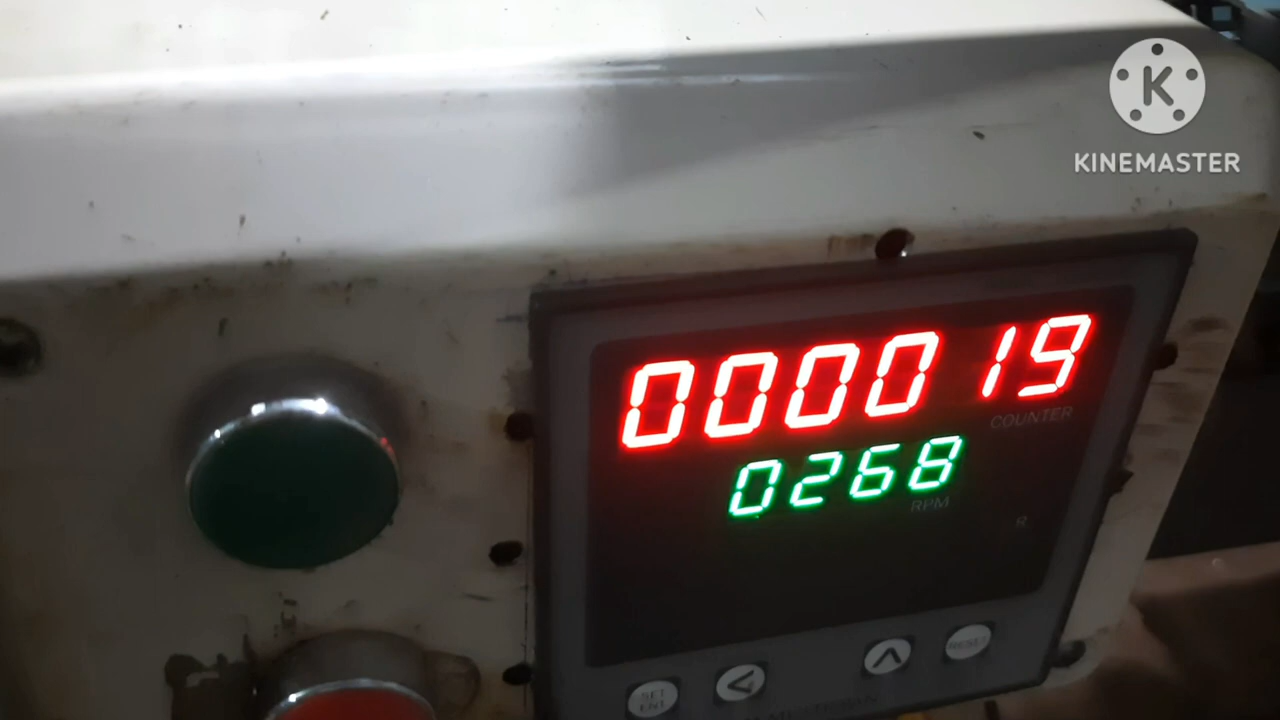 K
KINEMASTER
000019
COUNTER
0268
RPM
R
SET
ENT
RESET